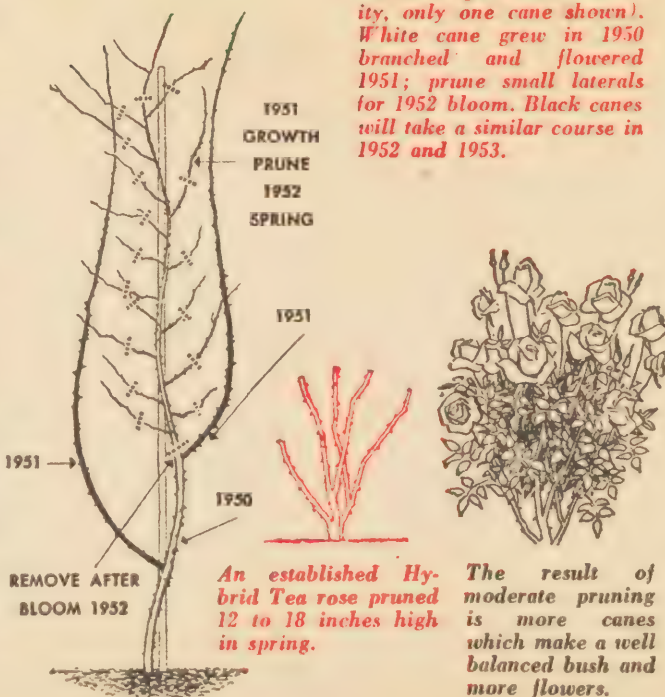 ity, only one cane shown).
White cane grew in 1950
branched and flowered
1951; prune small laterals
for 1952 bloom. Black canes
will take a similar course in
1952 and 1953.
1951
GROWTH
PRUNE
1952
SPRING
1951
1951
1950
REMOVE AFTER
BLOOM 1952
An established Hy-
brid Tea rose pruned
12 to 18 inches high
in spring.
The result of
moderate pruning
is more canes
which make a well
balanced bush and
more flowers.